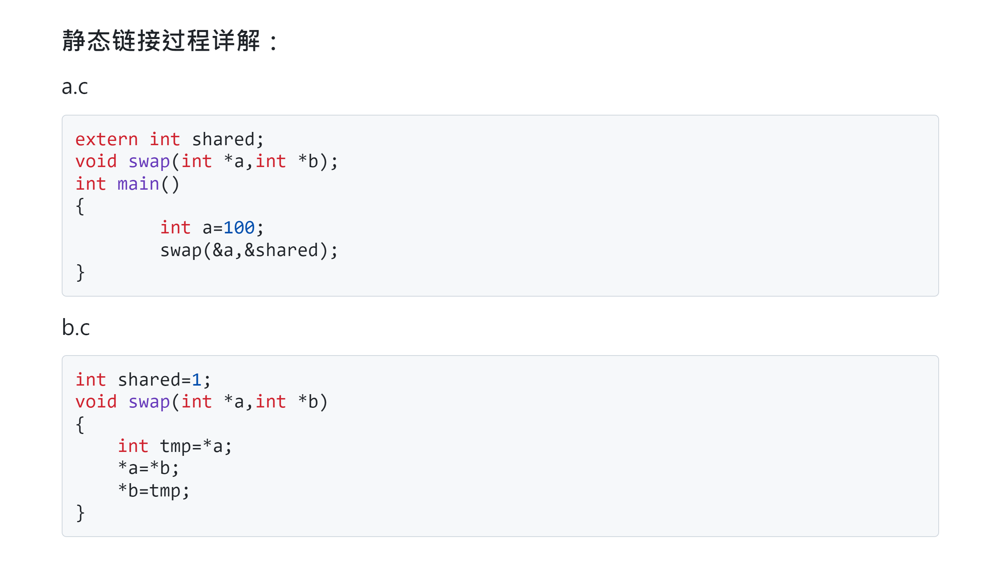 静态链接过程详解：
a.c
extern int shared;
void swap(int *a,int *b);
int main()
{
        int a=100;
        swap(&a,&shared);
}
b.c
int shared=1;
void swap(int *a,int *b)
{
    int tmp=*a;
    *a=*b;
    *b=tmp;
}